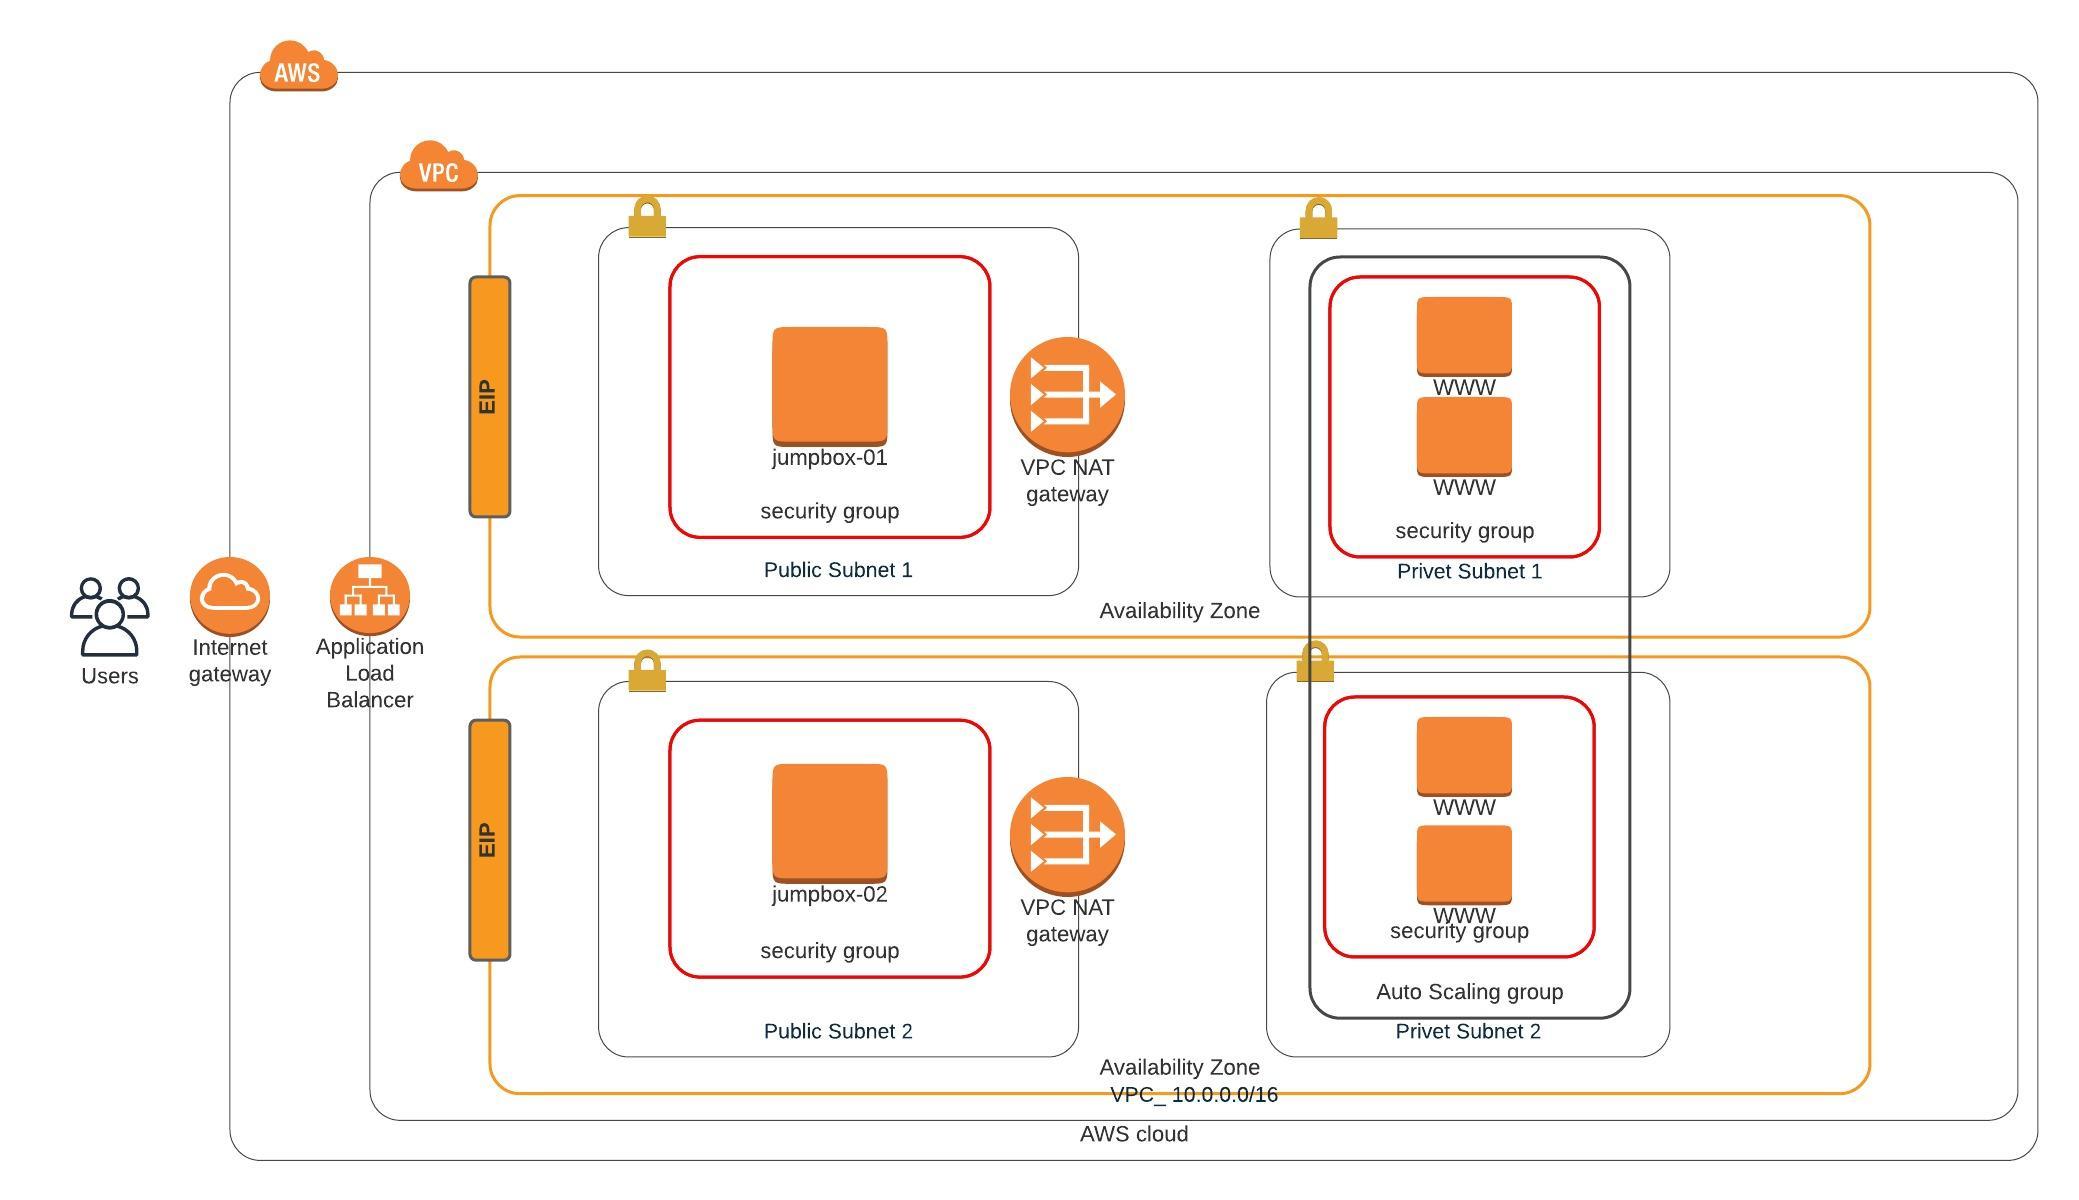 AWS
VPC
EIP
jumpbox-01
security group
Public Subnet 1
VPC NAT
gateway
WWW
WWW
security group
Privet Subnet 1
Availability Zone
Users
Internet
gateway
Application
Load
Balancer
EIP
jumpbox-02
security group
Public Subnet 2
VPC NAT
gateway
WWW
WWW
security group
Auto Scaling group
Privet Subnet 2
Availability Zone
VPC_ 10.0.0.0/16
AWS cloud